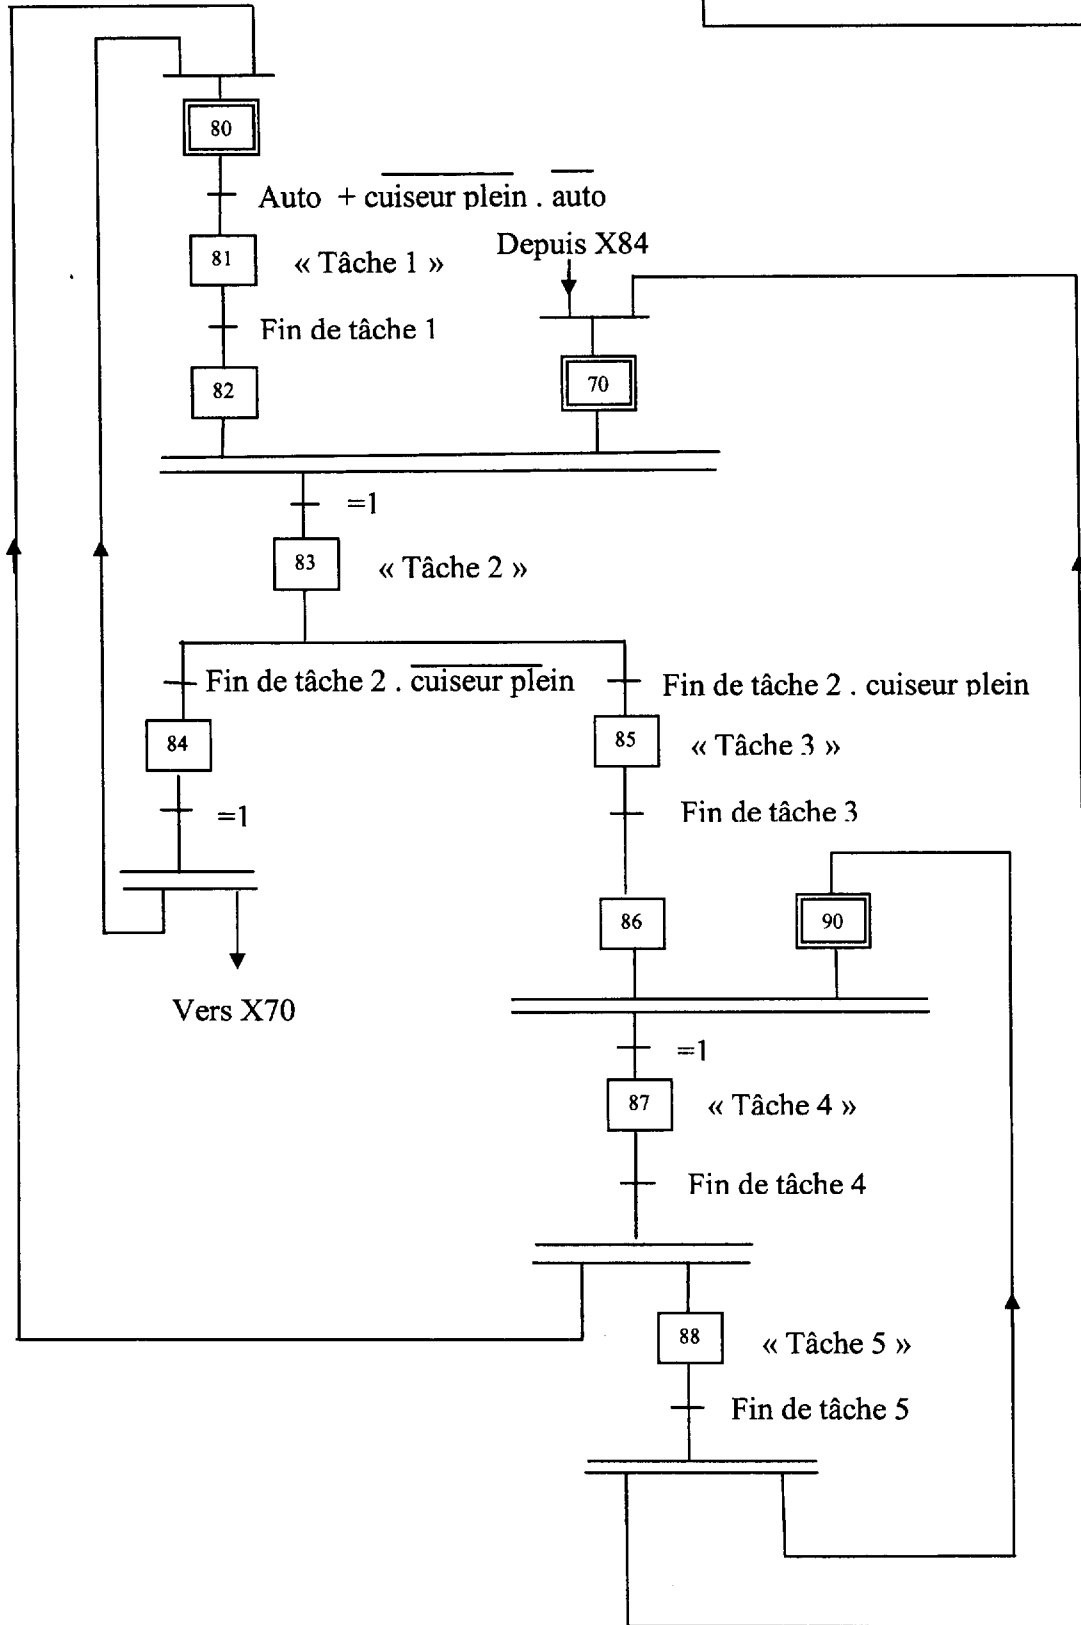 80
Auto + cuiseur plein . auto
Depuis X84
81
« Tâche 1 »
Fin de tâche 1
82
70
=1
83
« Tâche 2 »
Fin de tâche 2 . cuiseur plein
Fin de tâche 2 . cuiseur plein
84
85
« Tâche 3 »
=1
Fin de tâche 3
86
90
Vers X70
=1
87
« Tâche 4 »
Fin de tâche 4
88
« Tâche 5 »
Fin de tâche 5